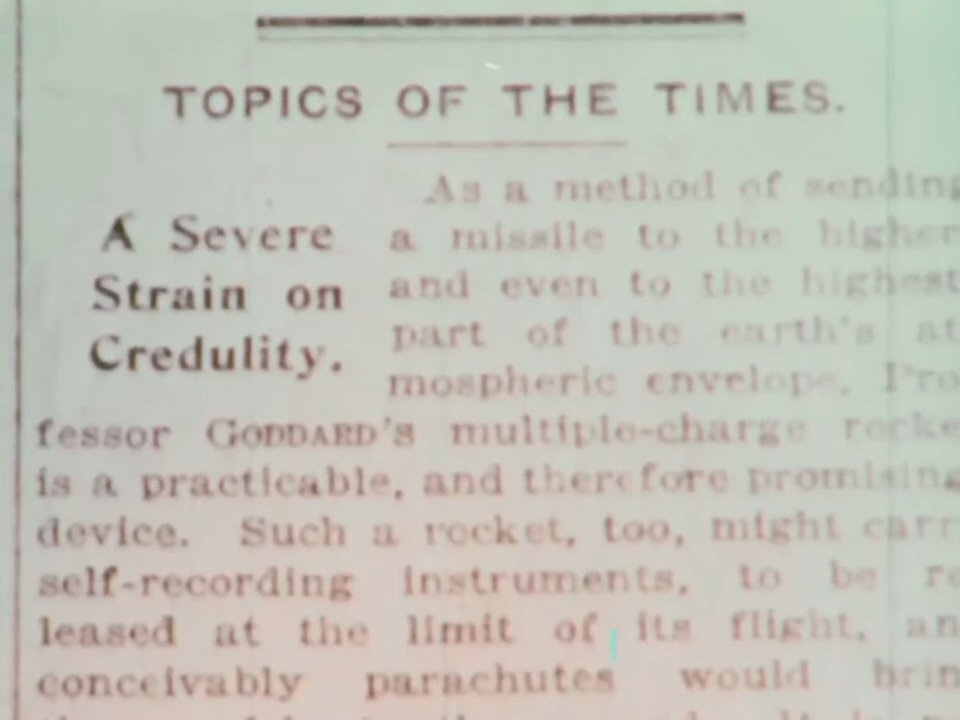 TOPICS OF THE TIMES.
A Severe
Strain on
Credulity.
As a method of sending
a missile to the higher
and even to the highest
part of the earth's at
mospheric envelope, Pro
fessor GODDARD'S multiple-charge rocke
is a practicable, and therefore promising
device. Such a rocket, too, might carr
self-recording instruments, to be re
leased at the limit of its flight, an
conceivably parachutes would brin